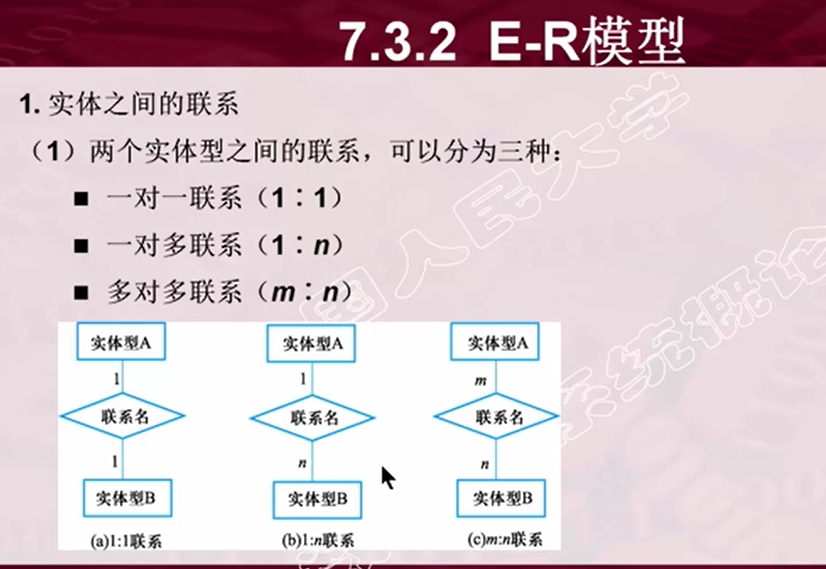 7.3.2 E-R模型
1. 实体之间的联系
（1）两个实体型之间的联系，可以分为三种：
■ 一对一联系（1∶1）
■ 一对多联系（1∶n）
■ 多对多联系（m∶n）
实体型A 实体型A 实体型A
1 1 m
联系名 联系名 联系名
1 n n
实体型B 实体型B 实体型B
(a)1:1联系 (b)1:n联系 (c)m:n联系
国人民大学
系统概论